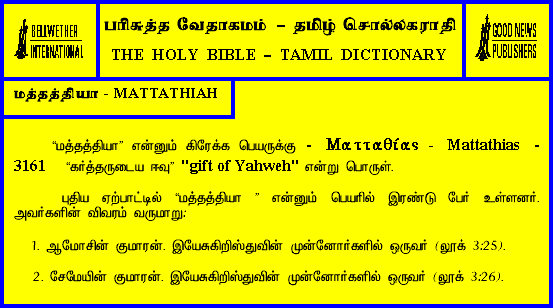 BELLWETHER
INTERNATIONAL
பரிசுத்த வேதாகமம் – தமிழ் சொல்லகராதி
THE HOLY BIBLE – TAMIL DICTIONARY
GOOD NEWS
PUBLISHERS
மத்தத்தியா - MATTATHIAH
“மத்தத்தியா” என்னும் கிரேக்க பெயருக்கு - Ματταθίας - Mattathias -
3161 “கர்த்தருடைய ஈவு” "gift of Yahweh" என்று பொருள்.
புதிய ஏற்பாட்டில் “மத்தத்தியா ” என்னும் பெயரில் இரண்டு பேர் உள்ளனர்.
அவர்களின் விவரம் வருமாறு:
1. ஆமோசின் குமாரன். இயேசுகிறிஸ்துவின் முன்னோர்களில் ஒருவர் (லூக் 3:25).
2. சேமேயின் குமாரன். இயேசுகிறிஸ்துவின் முன்னோர்களில் ஒருவர் (லூக் 3:26).